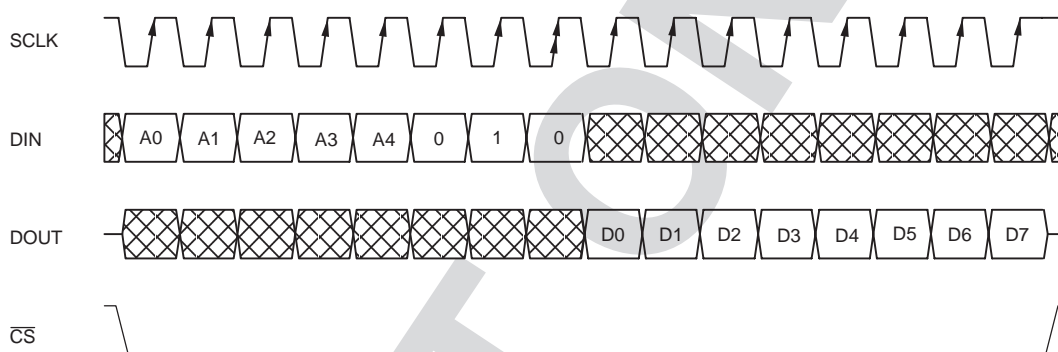 SCLK
DIN A0 A1 A2 A3 A4 0 1 0
DOUT D0 D1 D2 D3 D4 D5 D6 D7
CS